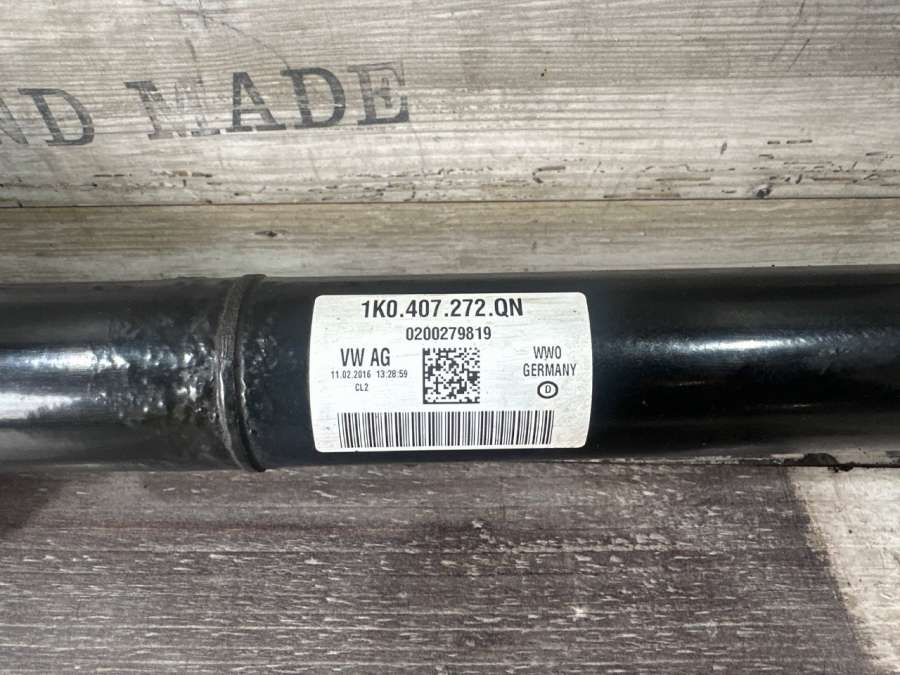 ND MADE
1K0.407.272.QN
0200279819
VW AG
11.02.2016 13:28:59
CL2
WWO
GERMANY
D